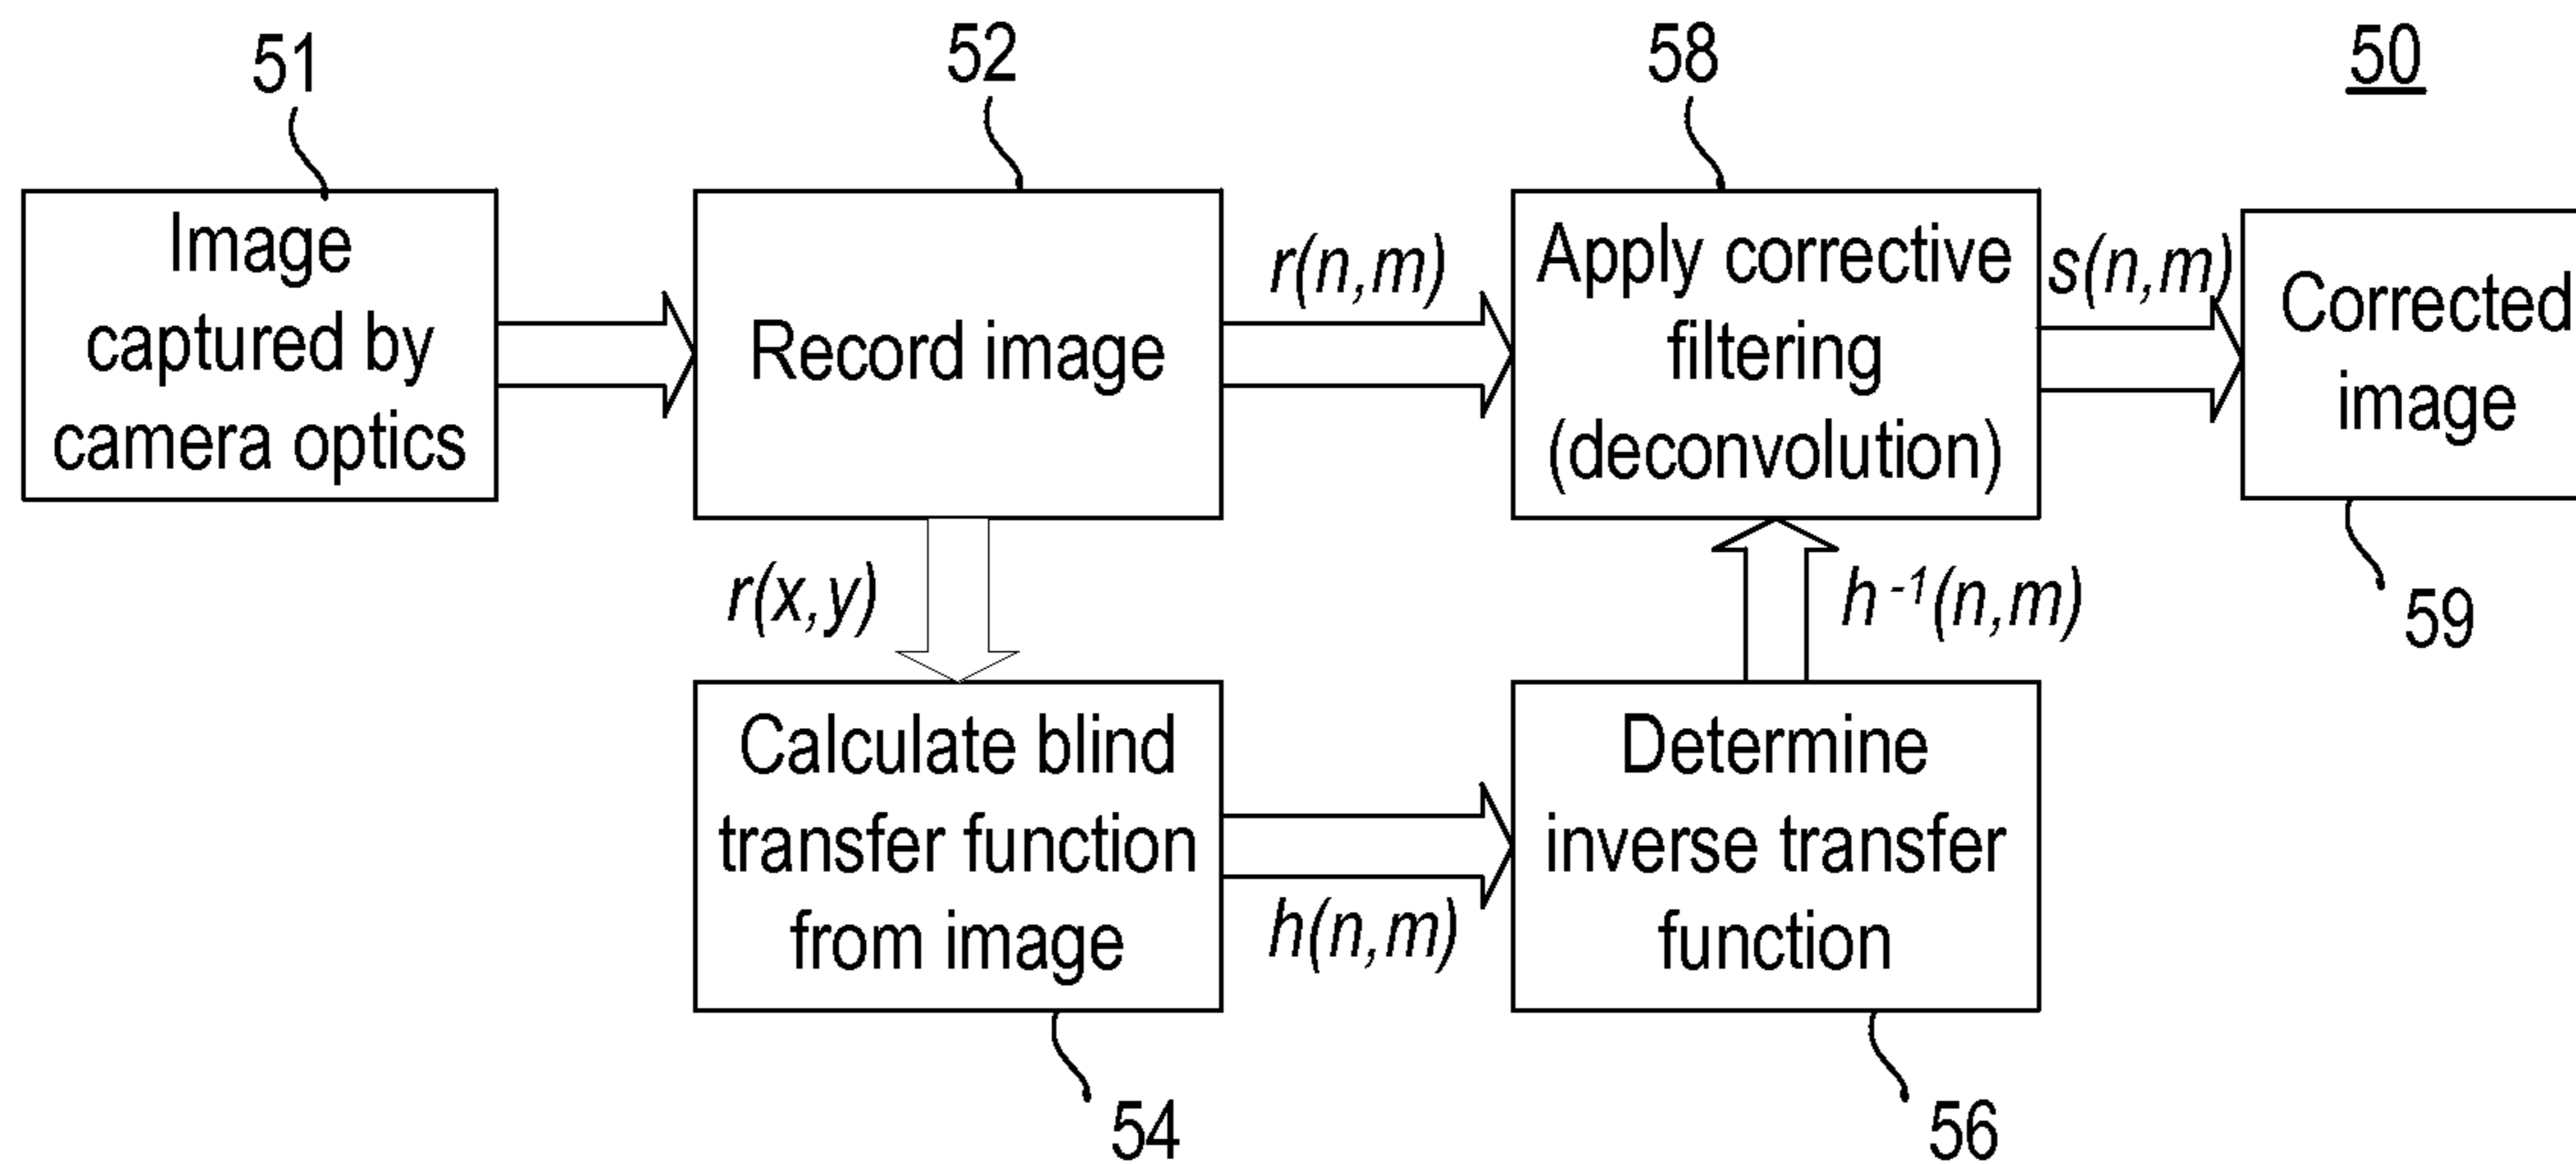 51
52
58
50
Image
captured by
camera optics
Record image
r(n,m)
Apply corrective
filtering
(deconvolution)
s(n,m)
Corrected
image
r(x,y)
h⁻¹(n,m)
59
Calculate blind
transfer function
from image
h(n,m)
Determine
inverse transfer
function
54
56